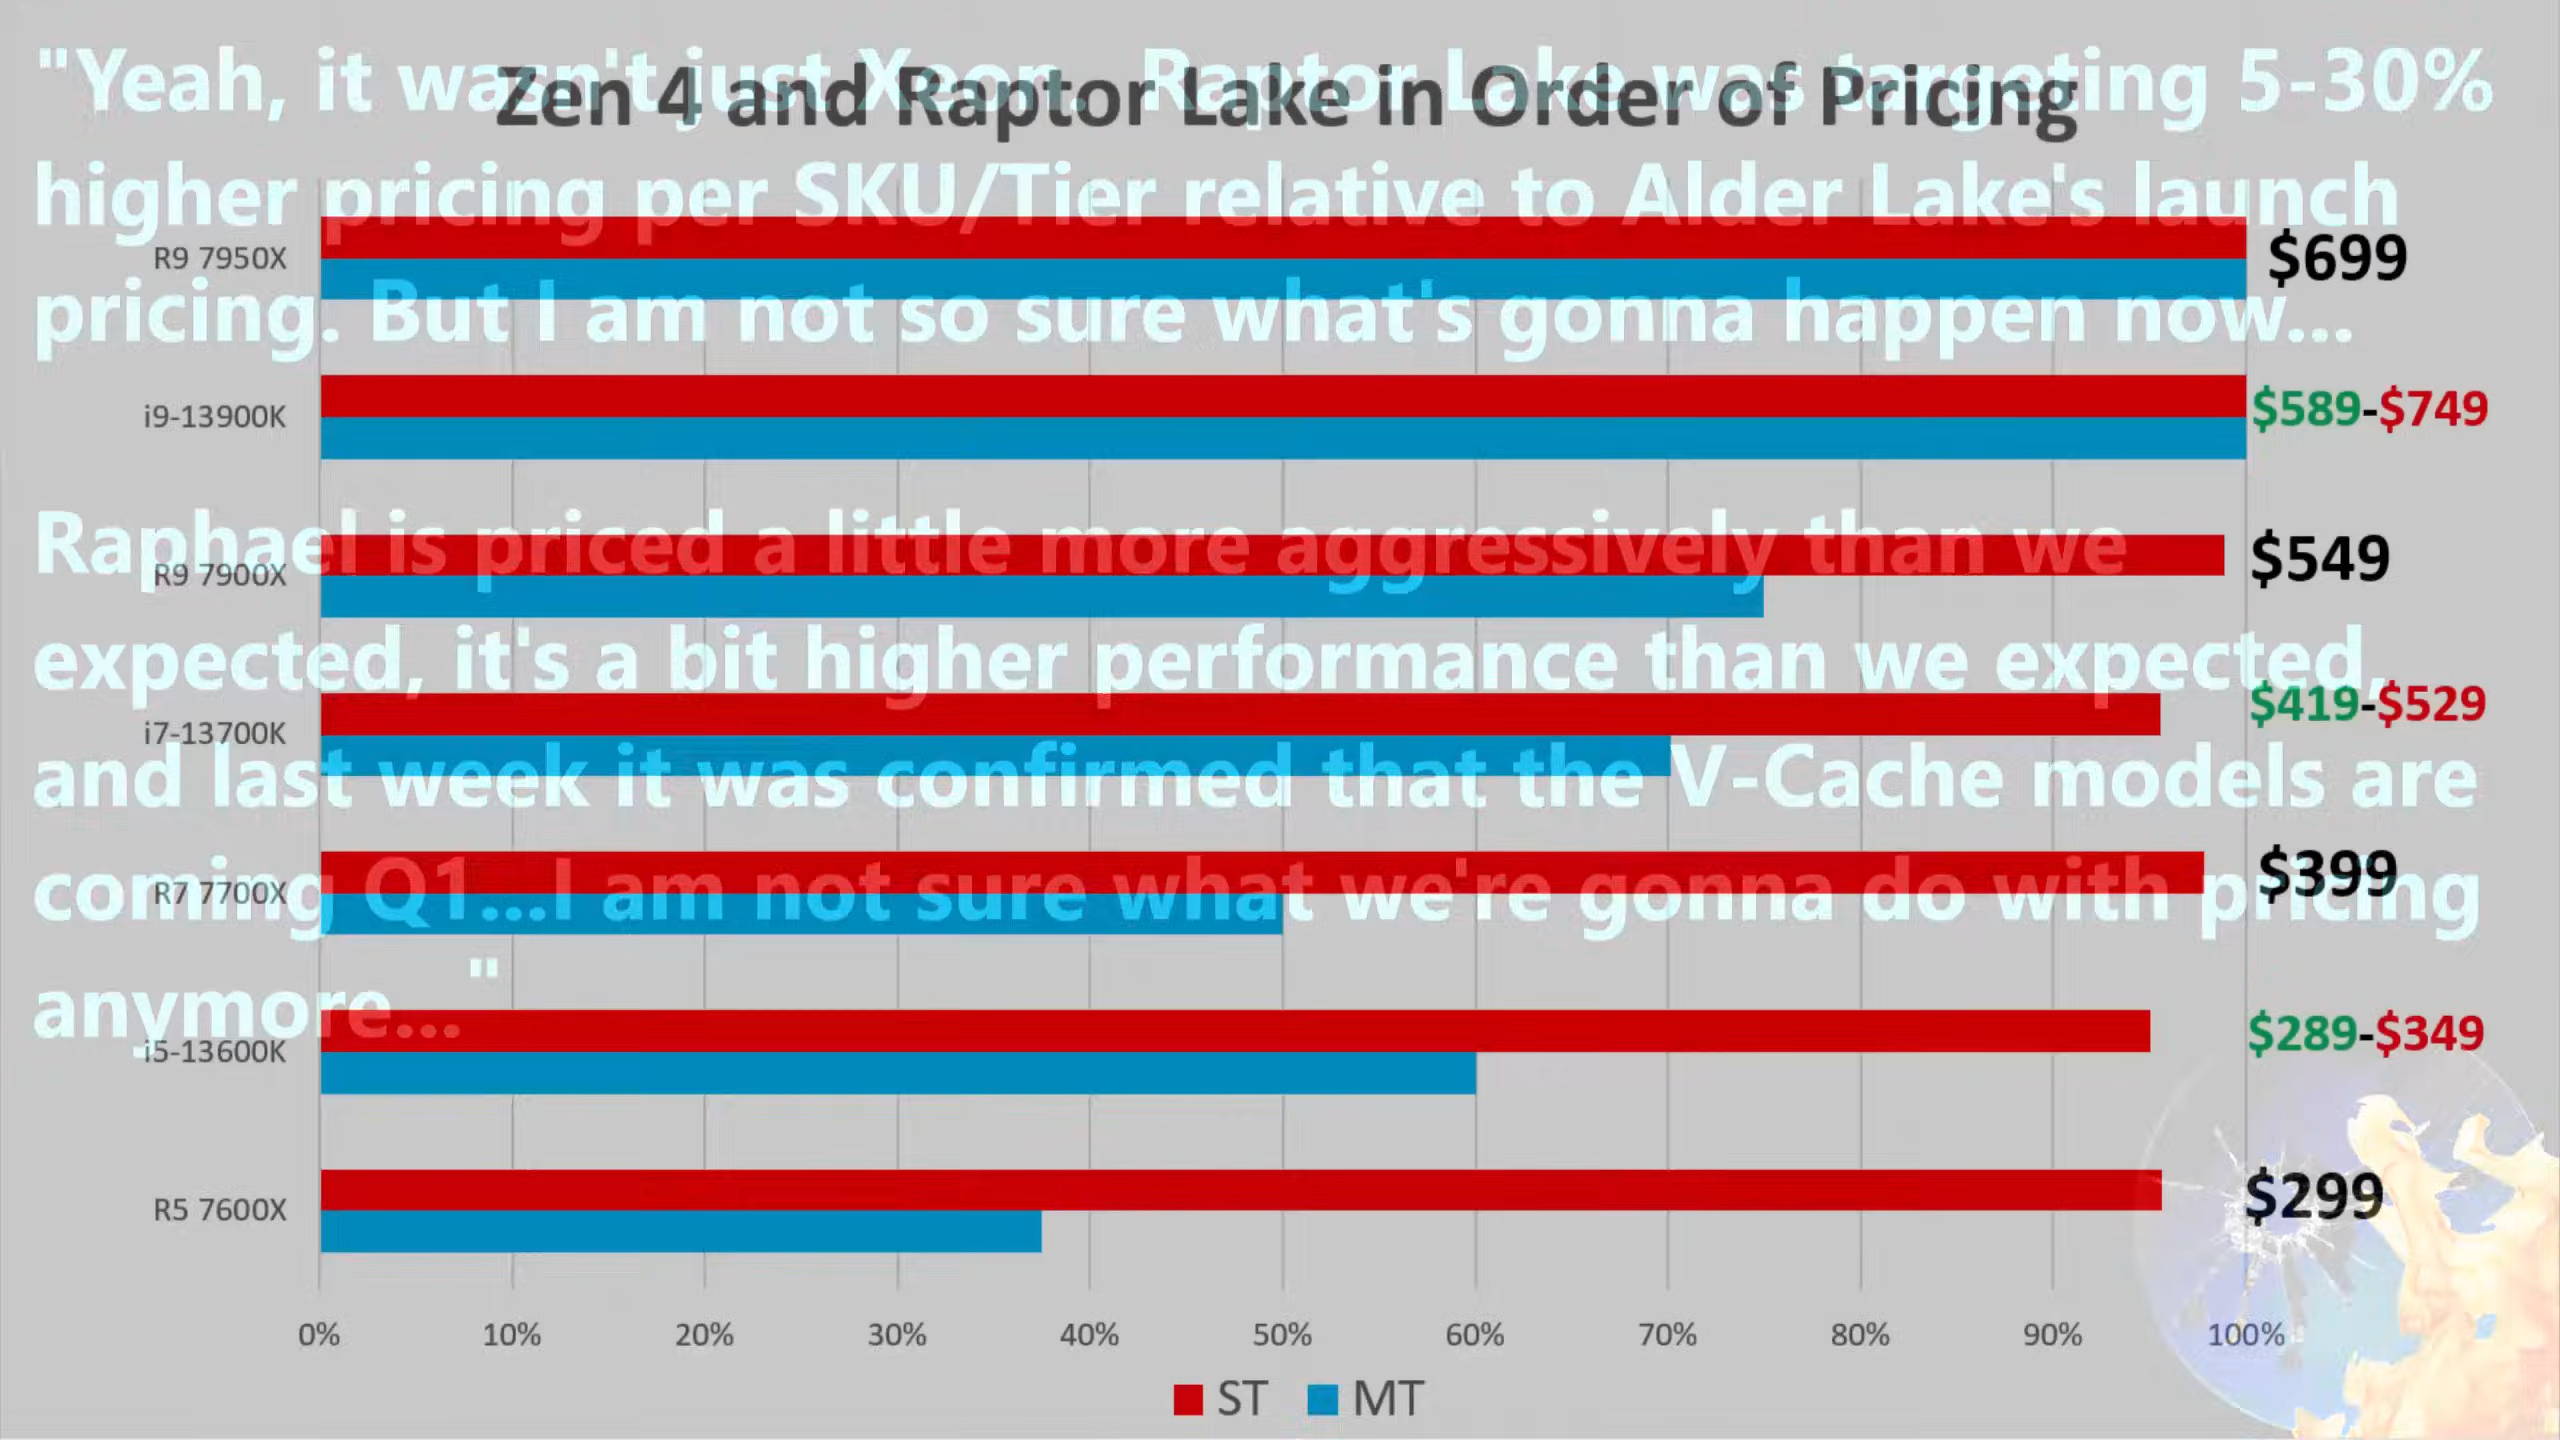 "Yeah, it wasn't just Xeon. Raptor Lake was targeting 5-30%
higher pricing per SKU/Tier relative to Alder Lake's launch
pricing. But I am not so sure what's gonna happen now...
Raphael is priced a little more aggressively than we
expected, it's a bit higher performance than we expected,
and last week it was confirmed that the V-Cache models are
coming Q1...I am not sure what we're gonna do with pricing
anymore..."
Zen 4 and Raptor Lake in Order of Pricing
R9 7950X $699
i9-13900K $589-$749
R9 7900X $549
i7-13700K $419-$529
R7 7700X $399
i5-13600K $289-$349
R5 7600X $299
0% 10% 20% 30% 40% 50% 60% 70% 80% 90% 100%
ST MT